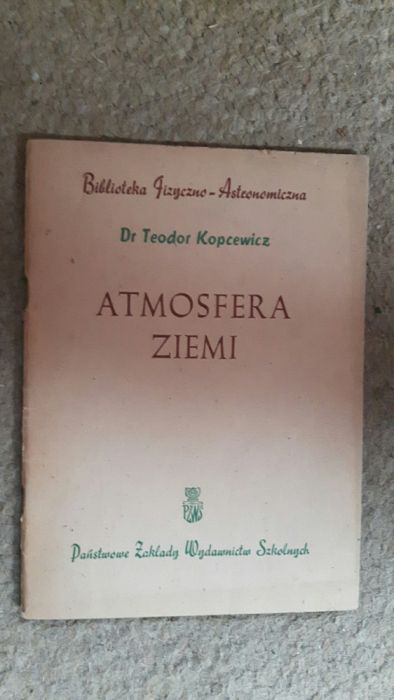 Biblioteka Fizyczno-Astronomiczna
Dr Teodor Kopcewicz
ATMOSFERA
ZIEMI
PZWS
Państwowe Zakłady Wydawnictw Szkolnych